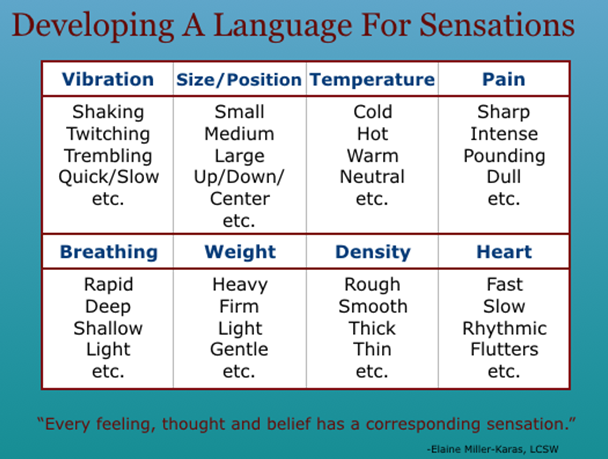 Developing A Language For Sensations
Vibration Size/Position Temperature Pain
Shaking Small Cold Sharp
Twitching Medium Hot Intense
Trembling Large Warm Pounding
Quick/Slow Up/Down/ Neutral Dull
etc. Center etc. etc.
etc.
Breathing Weight Density Heart
Rapid Heavy Rough Fast
Deep Firm Smooth Slow
Shallow Light Thick Rhythmic
Light Gentle Thin Flutters
etc. etc. etc. etc.
“Every feeling, thought and belief has a corresponding sensation.”
-Elaine Miller-Karas, LCSW